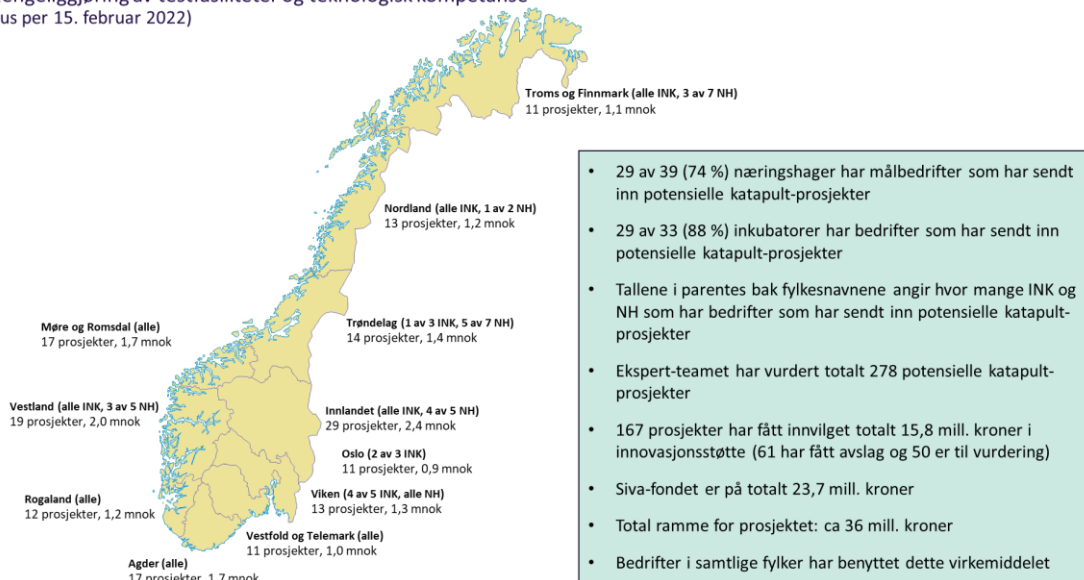 av testfasiliteter og teknologisk kompetanse
us per 15. februar 2022)
Troms og Finnmark (alle INK, 3 av 7 NH)
11 prosjekter, 1,1 mnok
Nordland (alle INK, 1 av 2 NH)
13 prosjekter, 1,2 mnok
Møre og Romsdal (alle)
17 prosjekter, 1,7 mnok
Trøndelag (1 av 3 INK, 5 av 7 NH)
14 prosjekter, 1,4 mnok
Vestland (alle INK, 3 av 5 NH)
19 prosjekter, 2,0 mnok
Innlandet (alle INK, 4 av 5 NH)
29 prosjekter, 2,4 mnok
Oslo (2 av 3 INK)
11 prosjekter, 0,9 mnok
Viken (4 av 5 INK, alle NH)
13 prosjekter, 1,3 mnok
Rogaland (alle)
12 prosjekter, 1,2 mnok
Vestfold og Telemark (alle)
11 prosjekter, 1,0 mnok
Agder (alle)
17 prosjekter, 1,7 mnok
• 29 av 39 (74 %) næringshager har målbedrifter som har sendt
inn potensielle katapult-prosjekter
• 29 av 33 (88 %) inkubatorer har bedrifter som har sendt inn
potensielle katapult-prosjekter
• Tallene i parentes bak fylkesnavnene angir hvor mange INK og
NH som har bedrifter som har sendt inn potensielle katapult-
prosjekter
• Ekspert-teamet har vurdert totalt 278 potensielle katapult-
prosjekter
• 167 prosjekter har fått innvilget totalt 15,8 mill. kroner i
innovasjonsstøtte (61 har fått avslag og 50 er til vurdering)
• Siva-fondet er på totalt 23,7 mill. kroner
• Total ramme for prosjektet: ca 36 mill. kroner
• Bedrifter i samtlige fylker har benyttet dette virkemiddelet